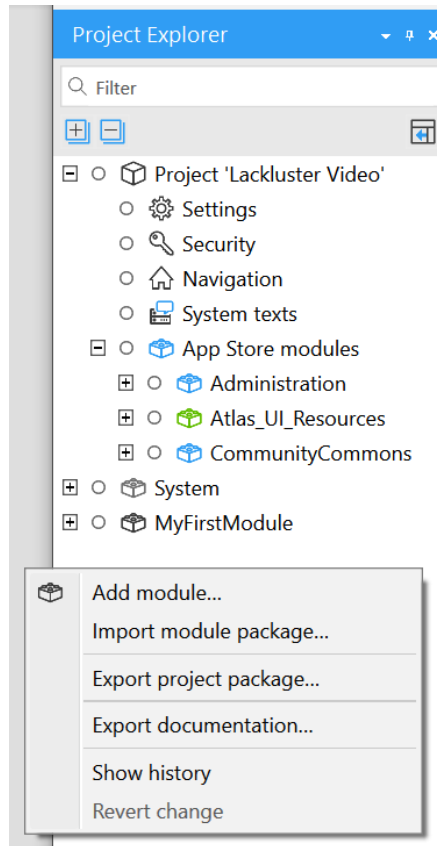 Project Explorer
Filter
Project 'Lackluster Video'
Settings
Security
Navigation
System texts
App Store modules
Administration
Atlas_UI_Resources
CommunityCommons
System
MyFirstModule
Add module...
Import module package...
Export project package...
Export documentation...
Show history
Revert change